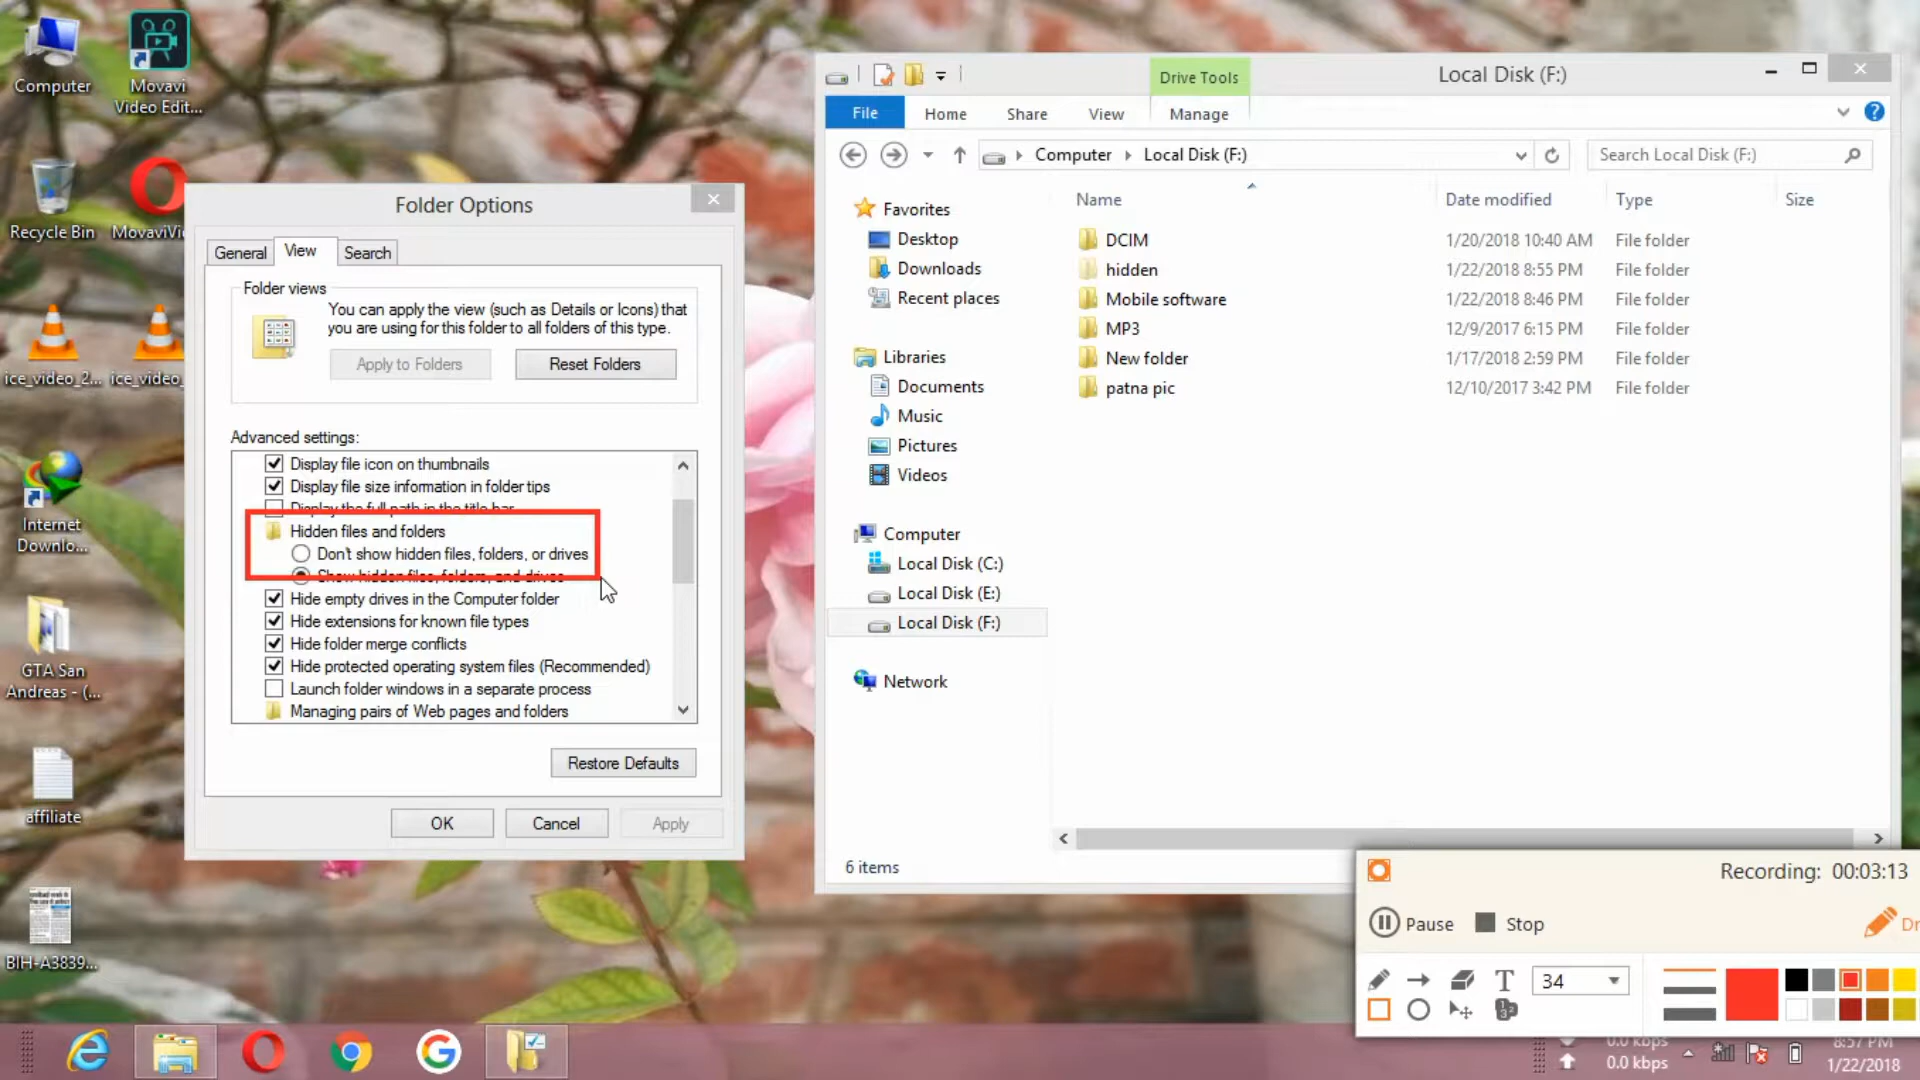 Computer
Movavi
Video Edit...
Recycle Bin
MovaviVi
ice_video_2...
ice_video_
Internet
Downlo...
GTA San
Andreas - (...
affiliate
BIH-A3839...
Folder Options
General
View
Search
Folder views
You can apply the view (such as Details or Icons) that
you are using for this folder to all folders of this type.
Apply to Folders
Reset Folders
Advanced settings:
Display file icon on thumbnails
Display file size information in folder tips
Display the full path in the title bar
Hidden files and folders
Don't show hidden files, folders, or drives
Show hidden files, folders, and drives
Hide empty drives in the Computer folder
Hide extensions for known file types
Hide folder merge conflicts
Hide protected operating system files (Recommended)
Launch folder windows in a separate process
Managing pairs of Web pages and folders
Restore Defaults
OK
Cancel
Apply
Drive Tools
Local Disk (F:)
File
Home
Share
View
Manage
Computer
Local Disk (F:)
Search Local Disk (F:)
Favorites
Desktop
Downloads
Recent places
Libraries
Documents
Music
Pictures
Videos
Computer
Local Disk (C:)
Local Disk (E:)
Local Disk (F:)
Network
Name
Date modified
Type
Size
DCIM
1/20/2018 10:40 AM
File folder
hidden
1/22/2018 8:55 PM
File folder
Mobile software
1/22/2018 8:46 PM
File folder
MP3
12/9/2017 6:15 PM
File folder
New folder
1/17/2018 2:59 PM
File folder
patna pic
12/10/2017 3:42 PM
File folder
6 items
Recording: 00:03:13
Pause
Stop
Dr
T
34
0.0 kbps
0.0 kbps
8:57 PM
1/22/2018